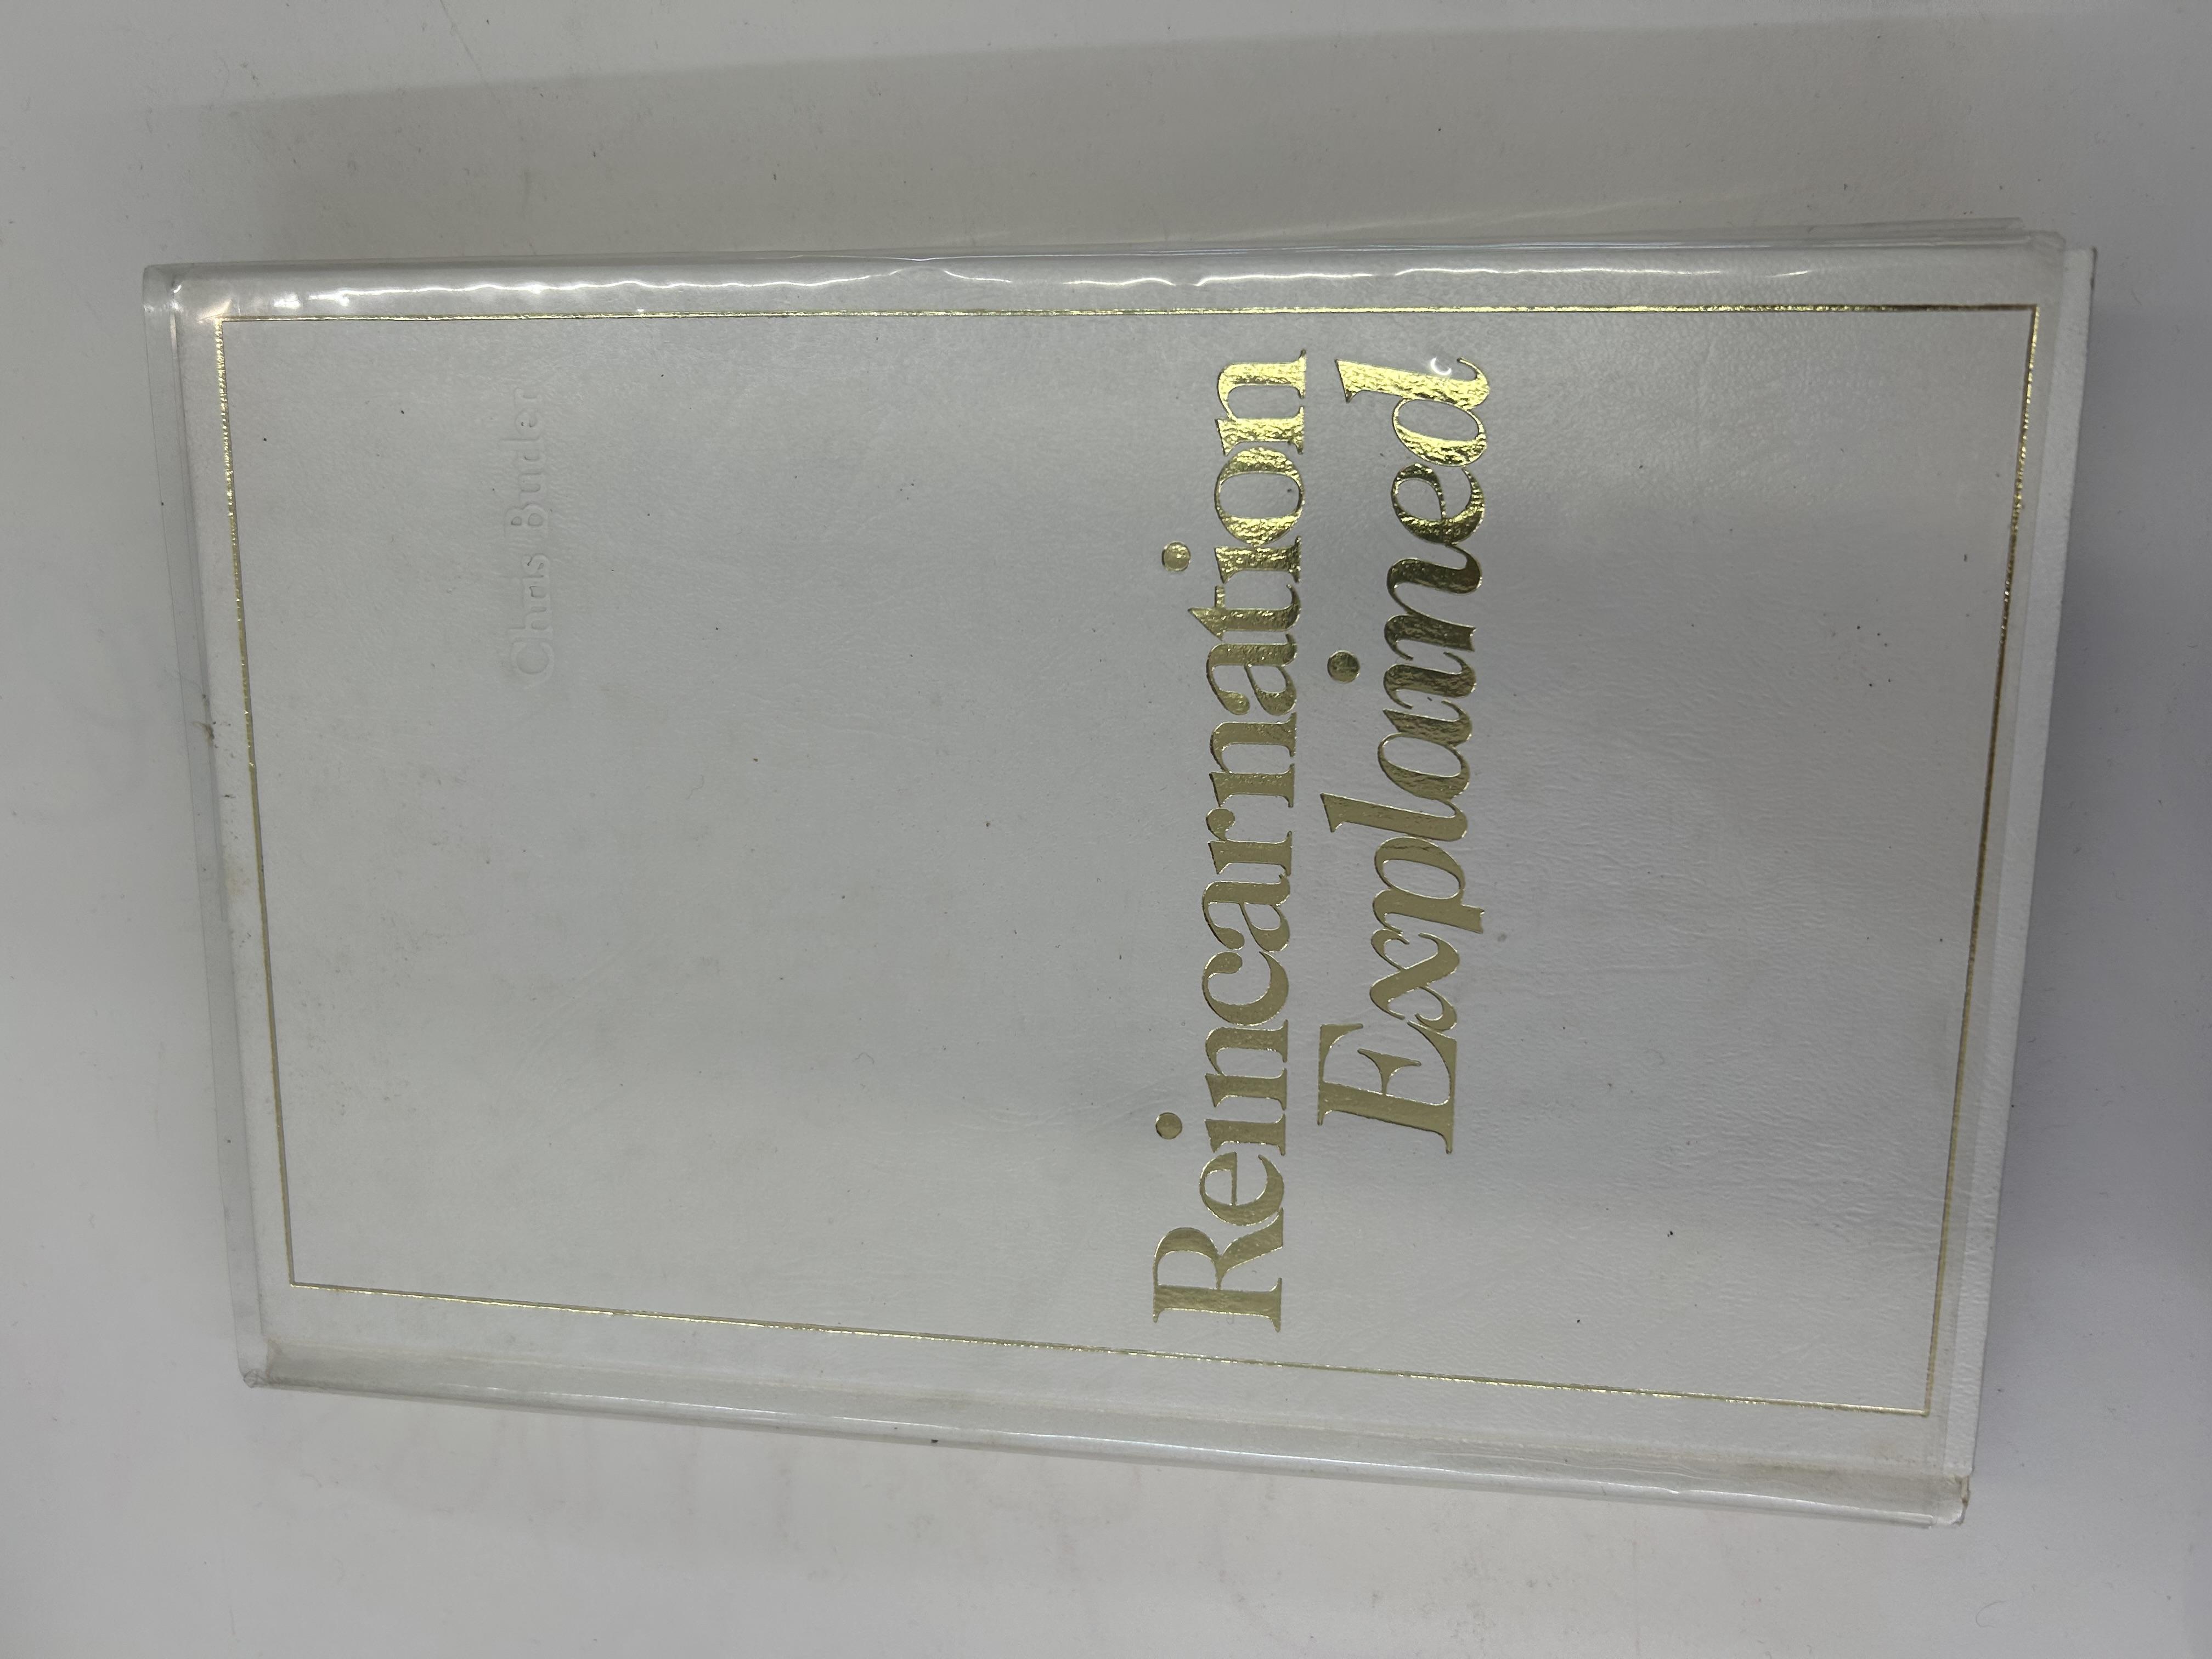 Chris Butler
Reincarnation
Explained